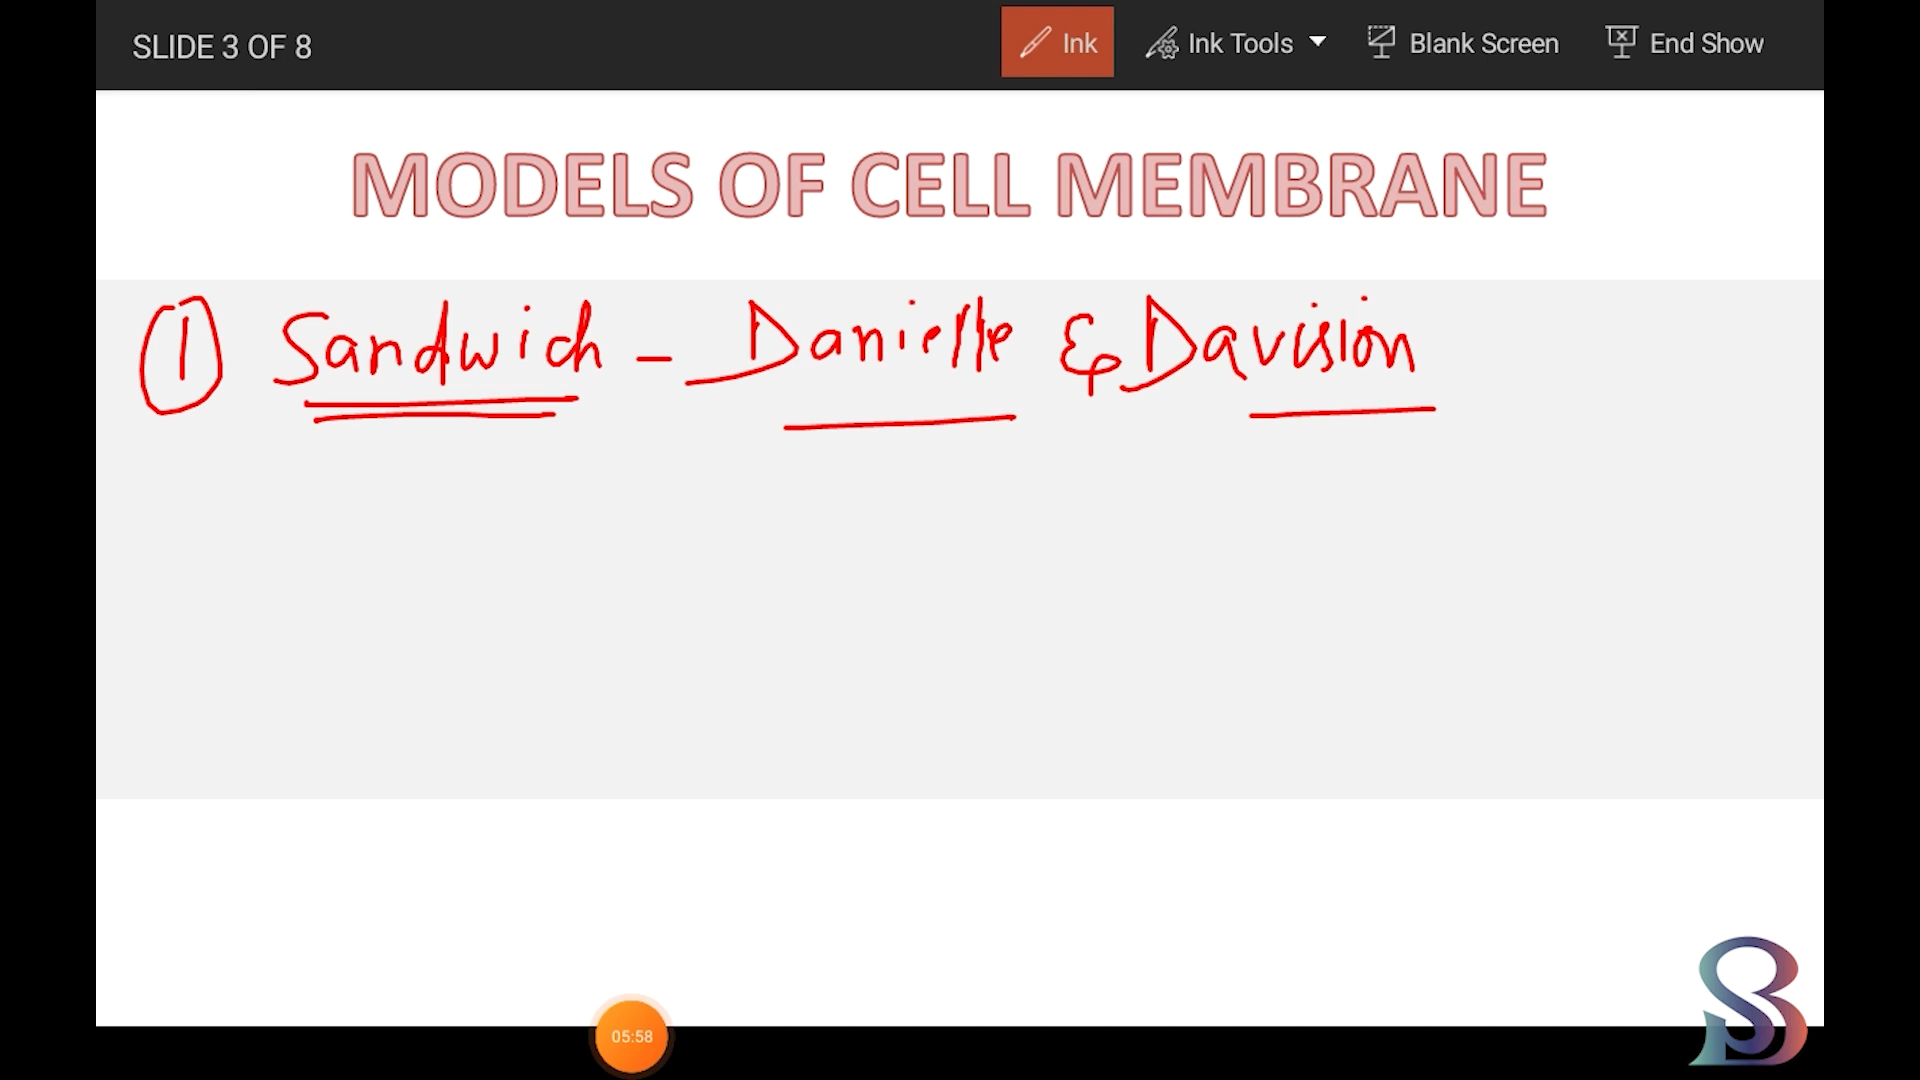 SLIDE 3 OF 8 Ink Ink Tools Blank Screen End Show
MODELS OF CELL MEMBRANE
1 Sandwich - Danielle & Davision
05:58